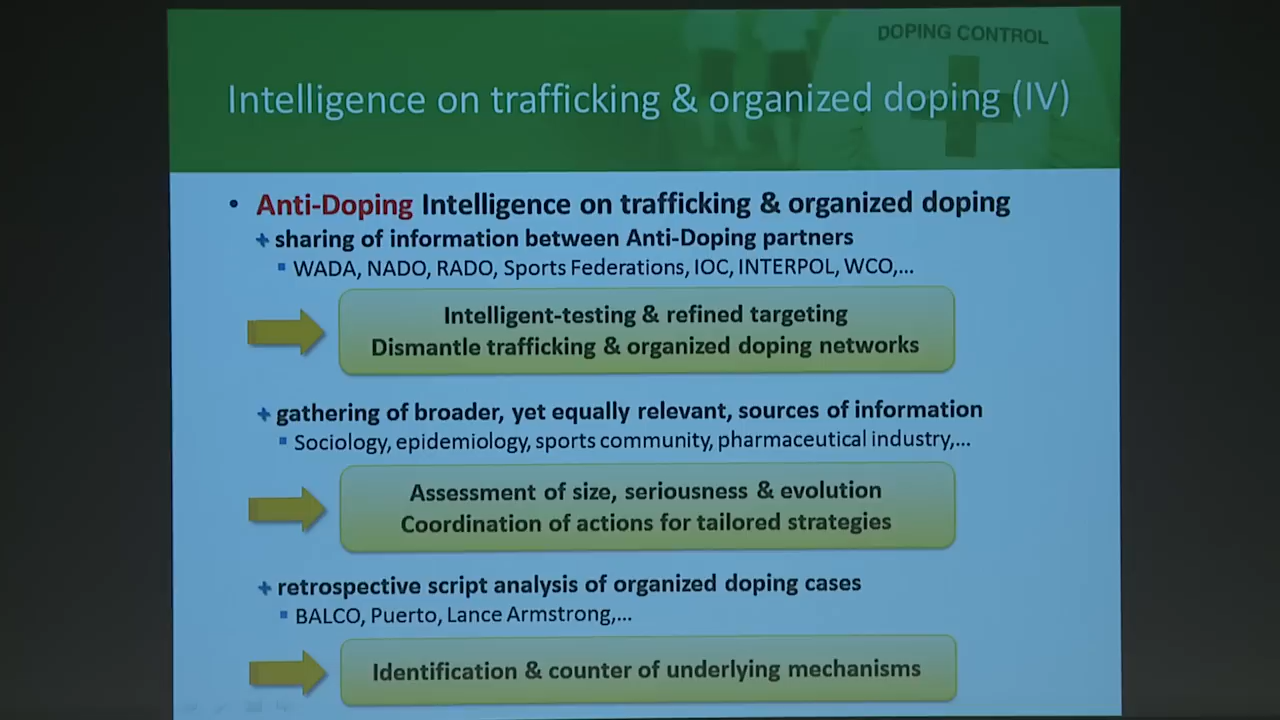 DOPING CONTROL
Intelligence on trafficking & organized doping (IV)
• Anti-Doping Intelligence on trafficking & organized doping
+ sharing of information between Anti-Doping partners
▪ WADA, NADO, RADO, Sports Federations, IOC, INTERPOL, WCO,...
Intelligent-testing & refined targeting
Dismantle trafficking & organized doping networks
+ gathering of broader, yet equally relevant, sources of information
▪ Sociology, epidemiology, sports community, pharmaceutical industry,...
Assessment of size, seriousness & evolution
Coordination of actions for tailored strategies
+ retrospective script analysis of organized doping cases
▪ BALCO, Puerto, Lance Armstrong,...
Identification & counter of underlying mechanisms